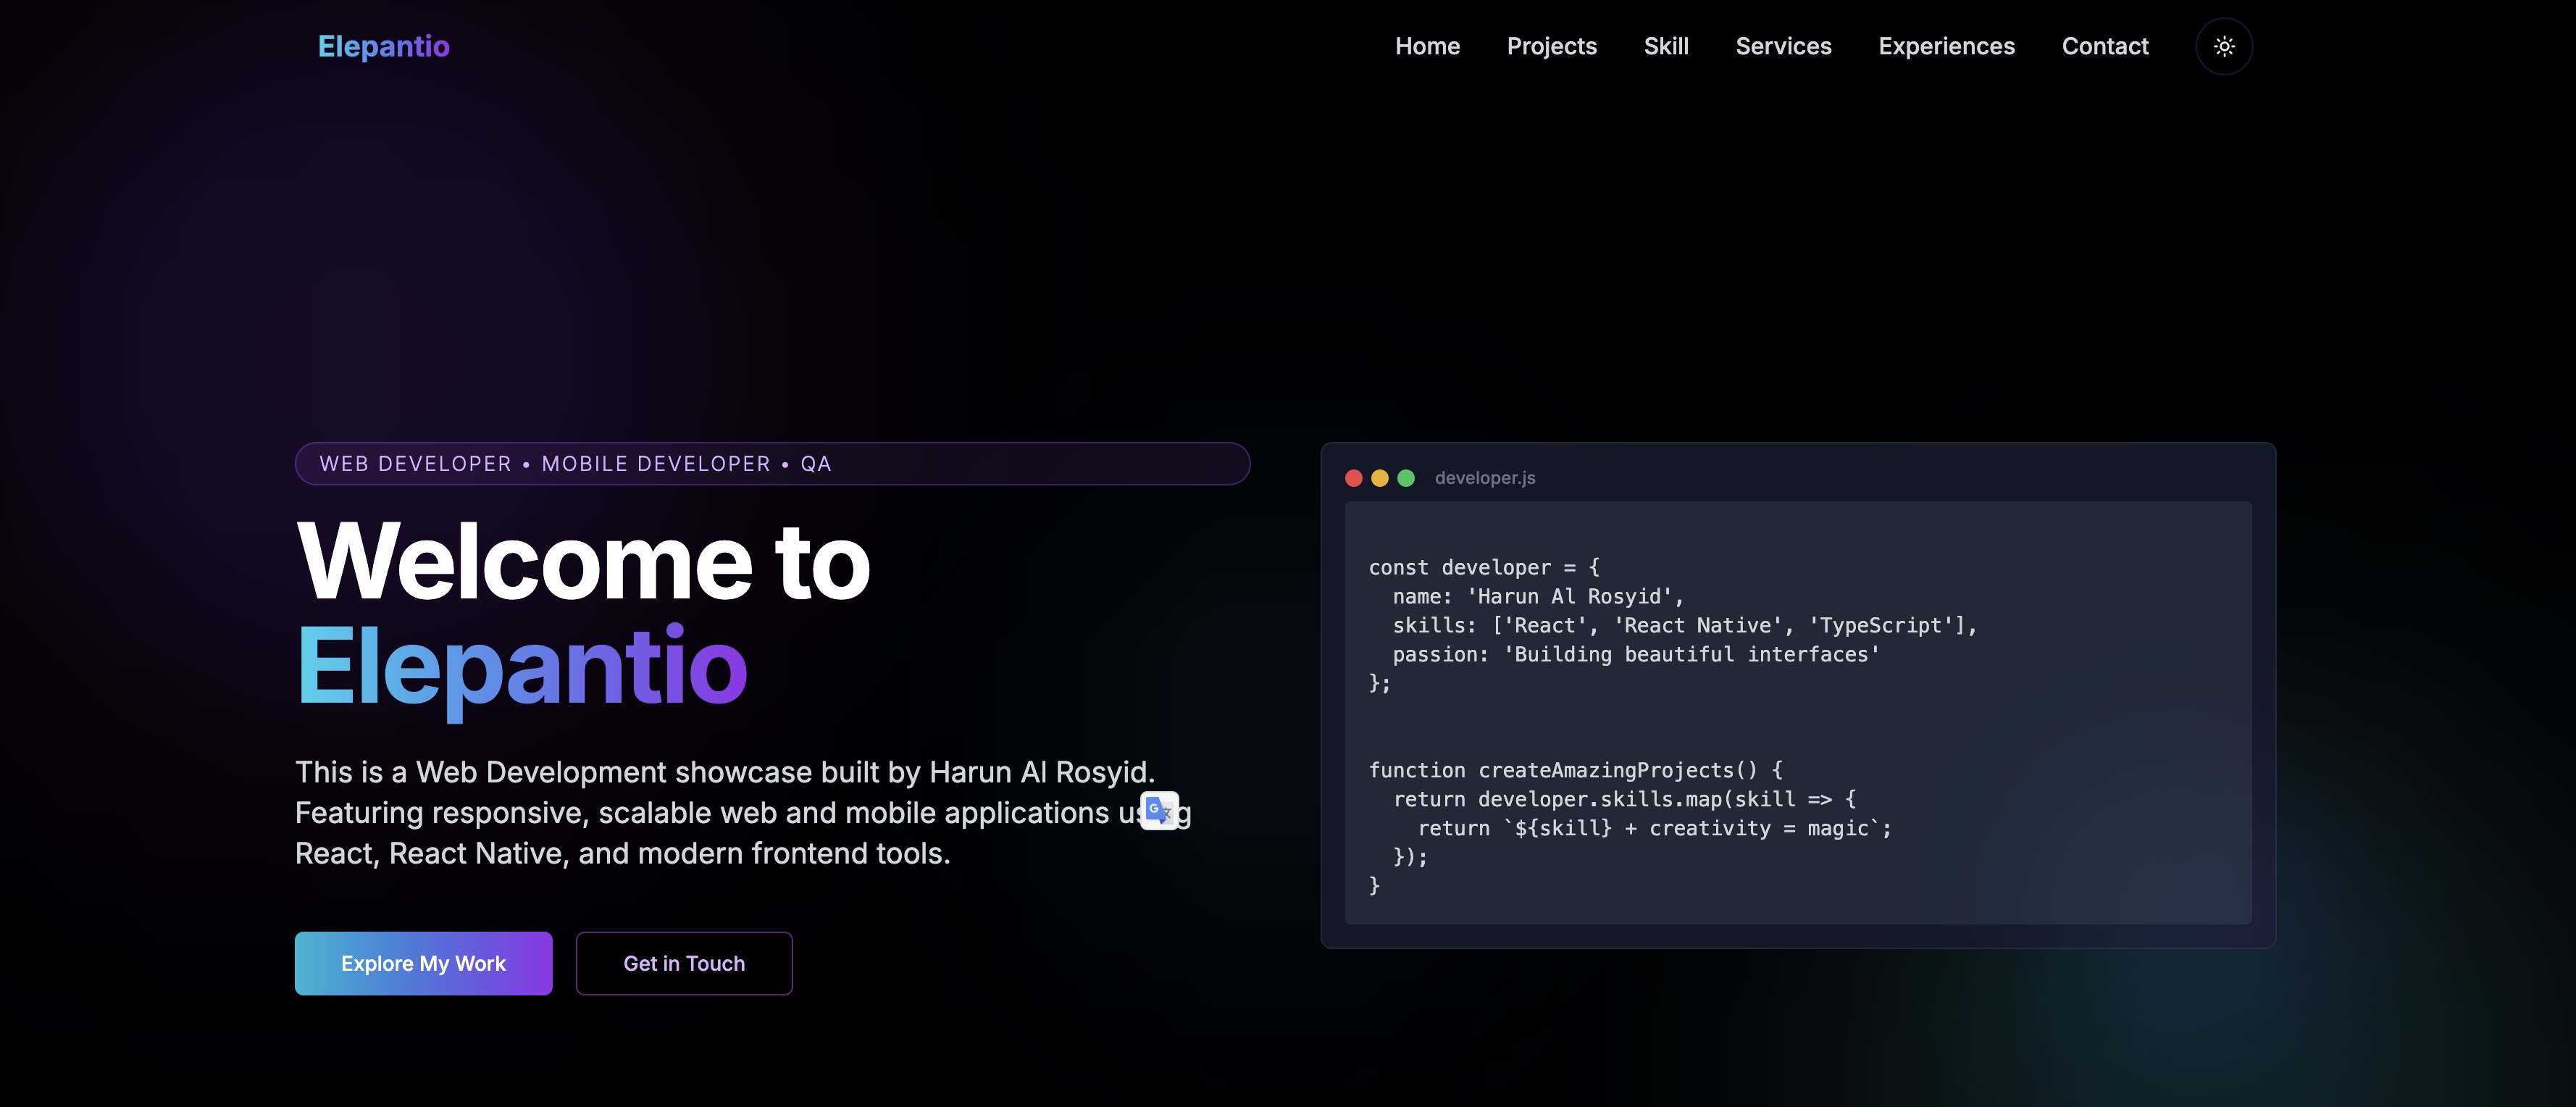 Elepantio
Home Projects Skill Services Experiences Contact
WEB DEVELOPER • MOBILE DEVELOPER • QA
Welcome to
Elepantio
This is a Web Development showcase built by Harun Al Rosyid.
Featuring responsive, scalable web and mobile applications
React, React Native, and modern frontend tools.
Explore My Work
Get in Touch
developer.js
const developer = {
  name: 'Harun Al Rosyid',
  skills: ['React', 'React Native', 'TypeScript'],
  passion: 'Building beautiful interfaces'
};
function createAmazingProjects() {
  return developer.skills.map(skill => {
    return `${skill} + creativity = magic`;
  });
}